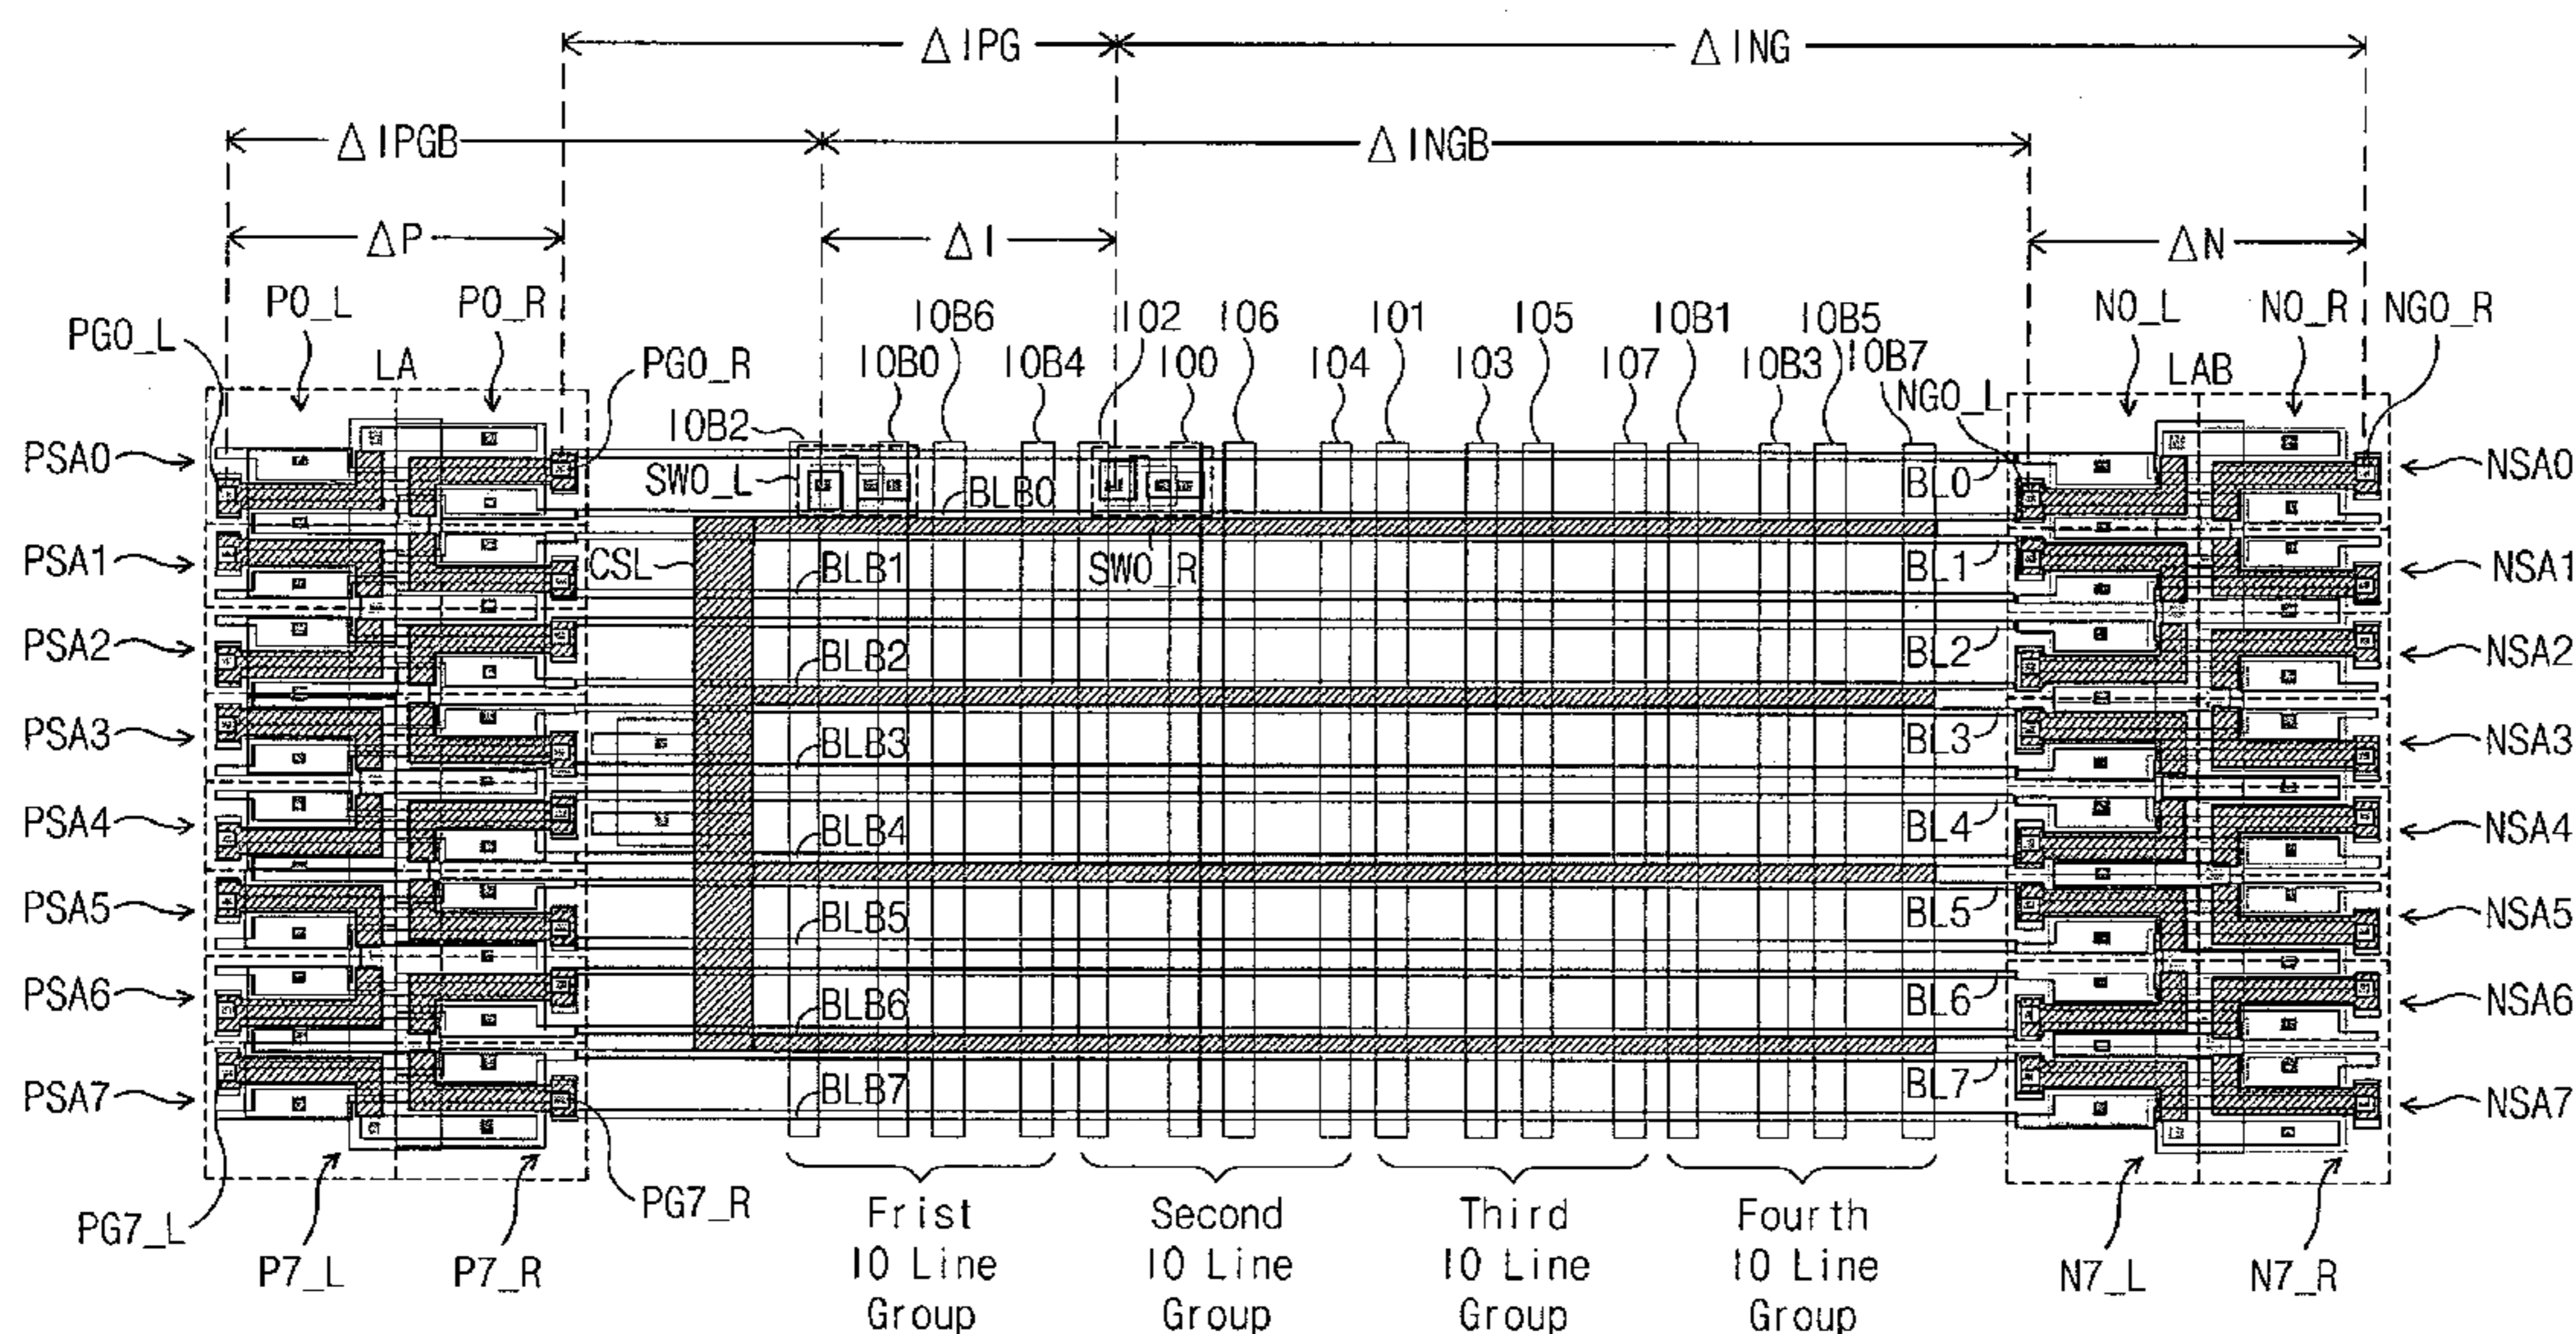 ΔIPG ΔING
ΔIPGB ΔINGB
ΔP ΔI ΔN
P0_L P0_R IOB6 IO2 IO6 IO1 IO5 IOB1 IOB5 N0_L N0_R NG0_R
PG0_L LA PG0_R IOB0 IOB4 IO0 IO4 IO3 IO7 IOB3 IOB7 NG0_L LAB
IOB2
PSA0 SW0_L BLB0 BL0 NSA0
PSA1 CSL BLB1 SW0_R BL1 NSA1
PSA2 BLB2 BL2 NSA2
PSA3 BLB3 BL3 NSA3
PSA4 BLB4 BL4 NSA4
PSA5 BLB5 BL5 NSA5
PSA6 BLB6 BL6 NSA6
PSA7 BLB7 BL7 NSA7
PG7_L P7_L P7_R PG7_R N7_L N7_R
Frist
IO Line
Group
Second
IO Line
Group
Third
IO Line
Group
Fourth
IO Line
Group